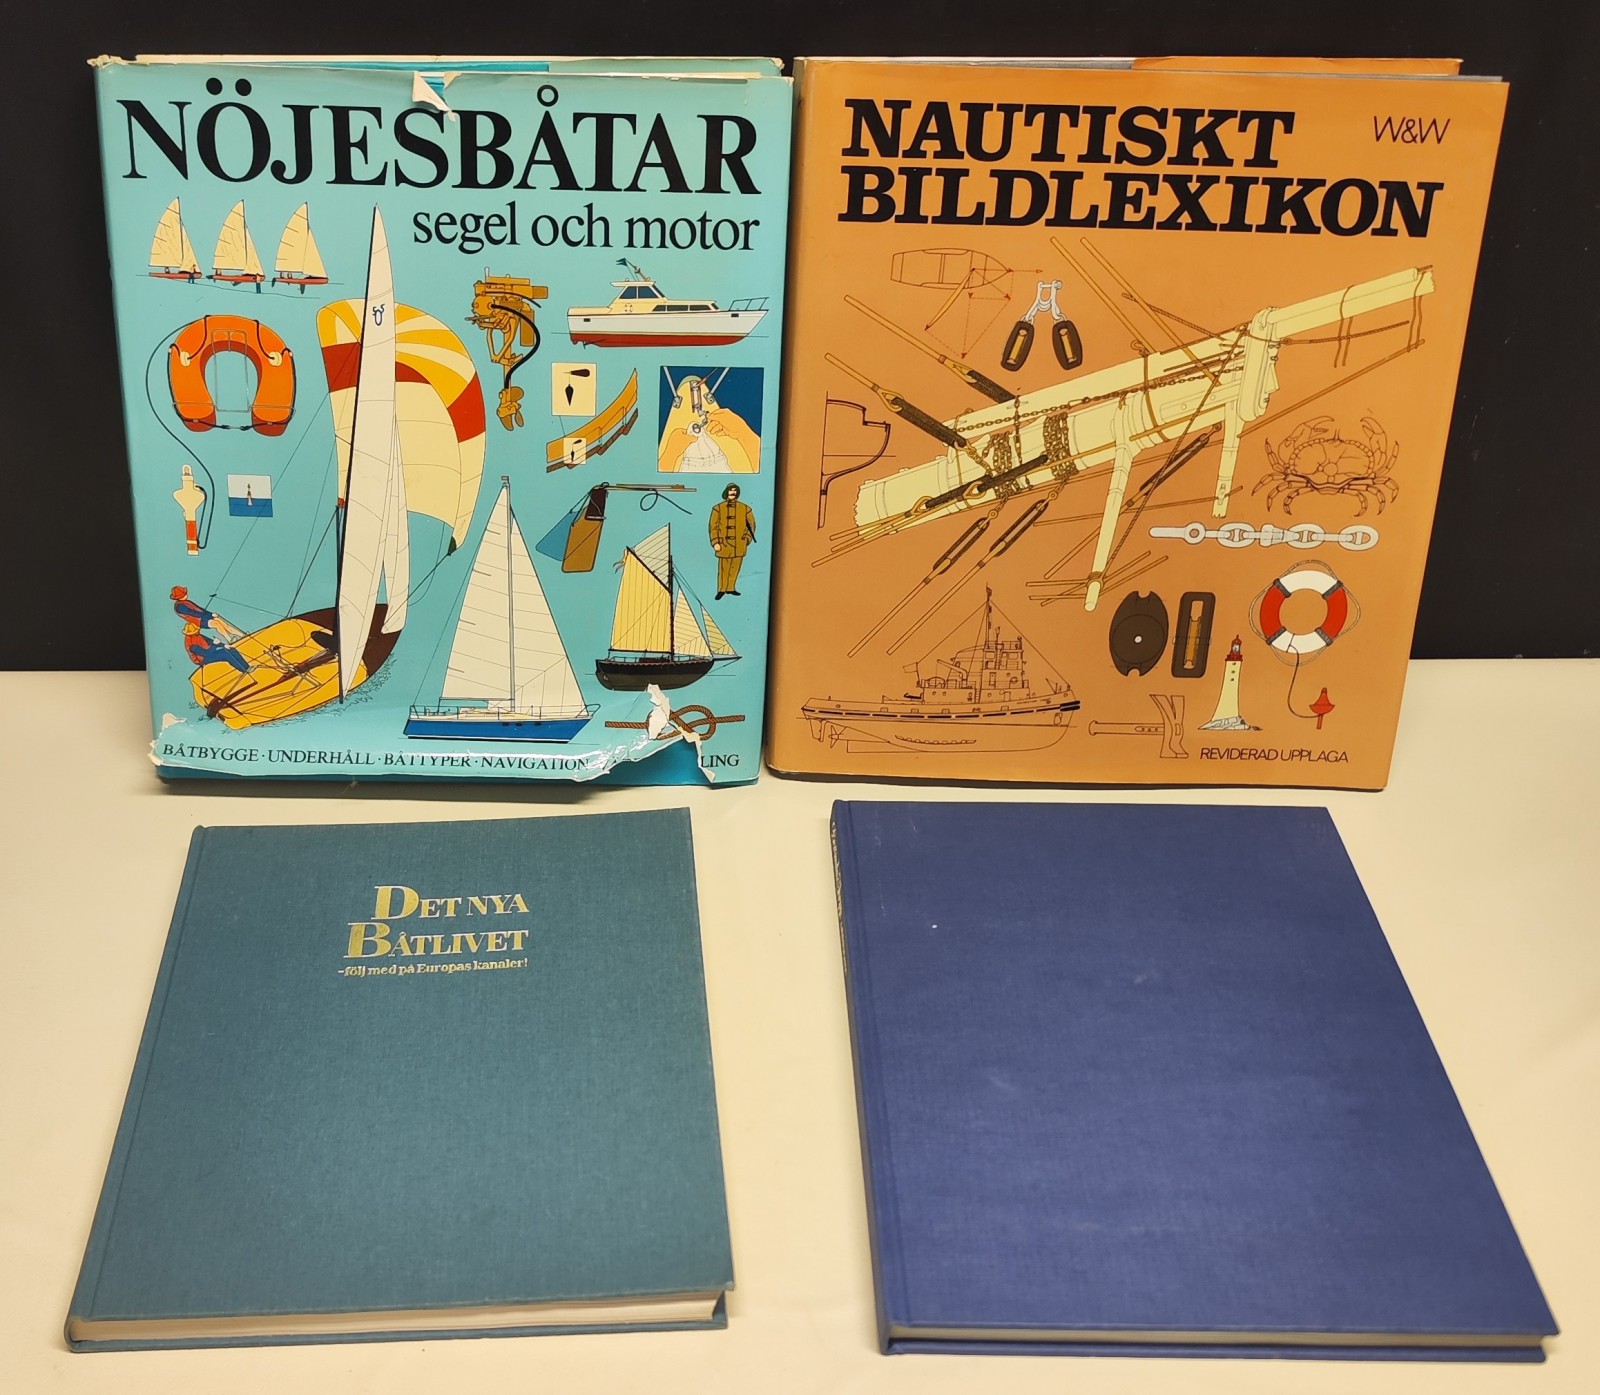 NÖJESBÅTAR
segel och motor
BÅTBYGGE · UNDERHÅLL · BÅTTYPER · NAVIGATION
LING
NAUTISKT
BILDLEXIKON
W&W
REVIDERAD UPPLAGA
DET NYA
BÅTLIVET
-följ med på Europas kanaler!